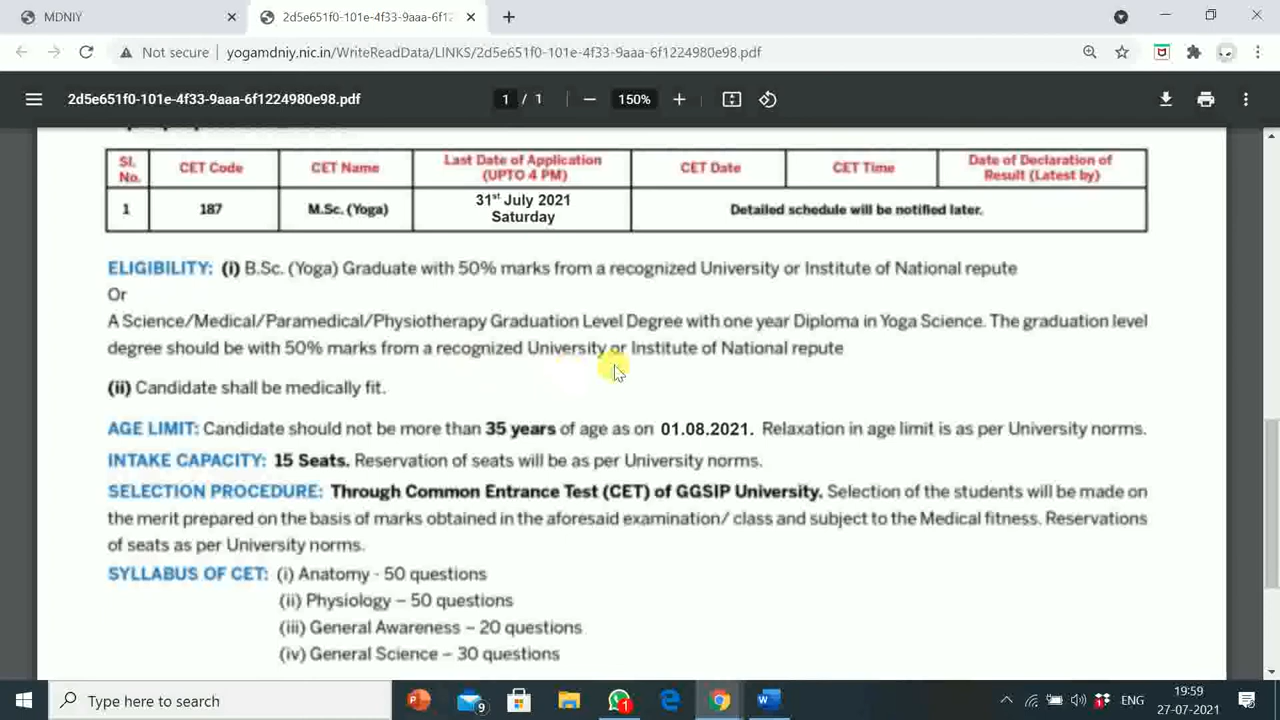 MDNIY
2d5e651f0-101e-4f33-9aaa-6f12
Not secure
yogamdniy.nic.in/WriteReadData/LINKS/2d5e651f0-101e-4f33-9aaa-6f1224980e98.pdf
2d5e651f0-101e-4f33-9aaa-6f1224980e98.pdf
1 / 1
150%
Sl. No. CET Code CET Name Last Date of Application (UPTO 4 PM) CET Date CET Time Date of Declaration of Result (Latest by)
1 187 M.Sc. (Yoga) 31st July 2021 Saturday Detailed schedule will be notified later.
ELIGIBILITY: (i) B.Sc. (Yoga) Graduate with 50% marks from a recognized University or Institute of National repute
Or
A Science/Medical/Paramedical/Physiotherapy Graduation Level Degree with one year Diploma in Yoga Science. The graduation level
degree should be with 50% marks from a recognized University or Institute of National repute
(ii) Candidate shall be medically fit.
AGE LIMIT: Candidate should not be more than 35 years of age as on 01.08.2021. Relaxation in age limit is as per University norms.
INTAKE CAPACITY: 15 Seats. Reservation of seats will be as per University norms.
SELECTION PROCEDURE: Through Common Entrance Test (CET) of GGSIP University. Selection of the students will be made on
the merit prepared on the basis of marks obtained in the aforesaid examination/ class and subject to the Medical fitness. Reservations
of seats as per University norms.
SYLLABUS OF CET: (i) Anatomy - 50 questions
(ii) Physiology – 50 questions
(iii) General Awareness – 20 questions
(iv) General Science – 30 questions
Type here to search
9
1
ENG
19:59
27-07-2021